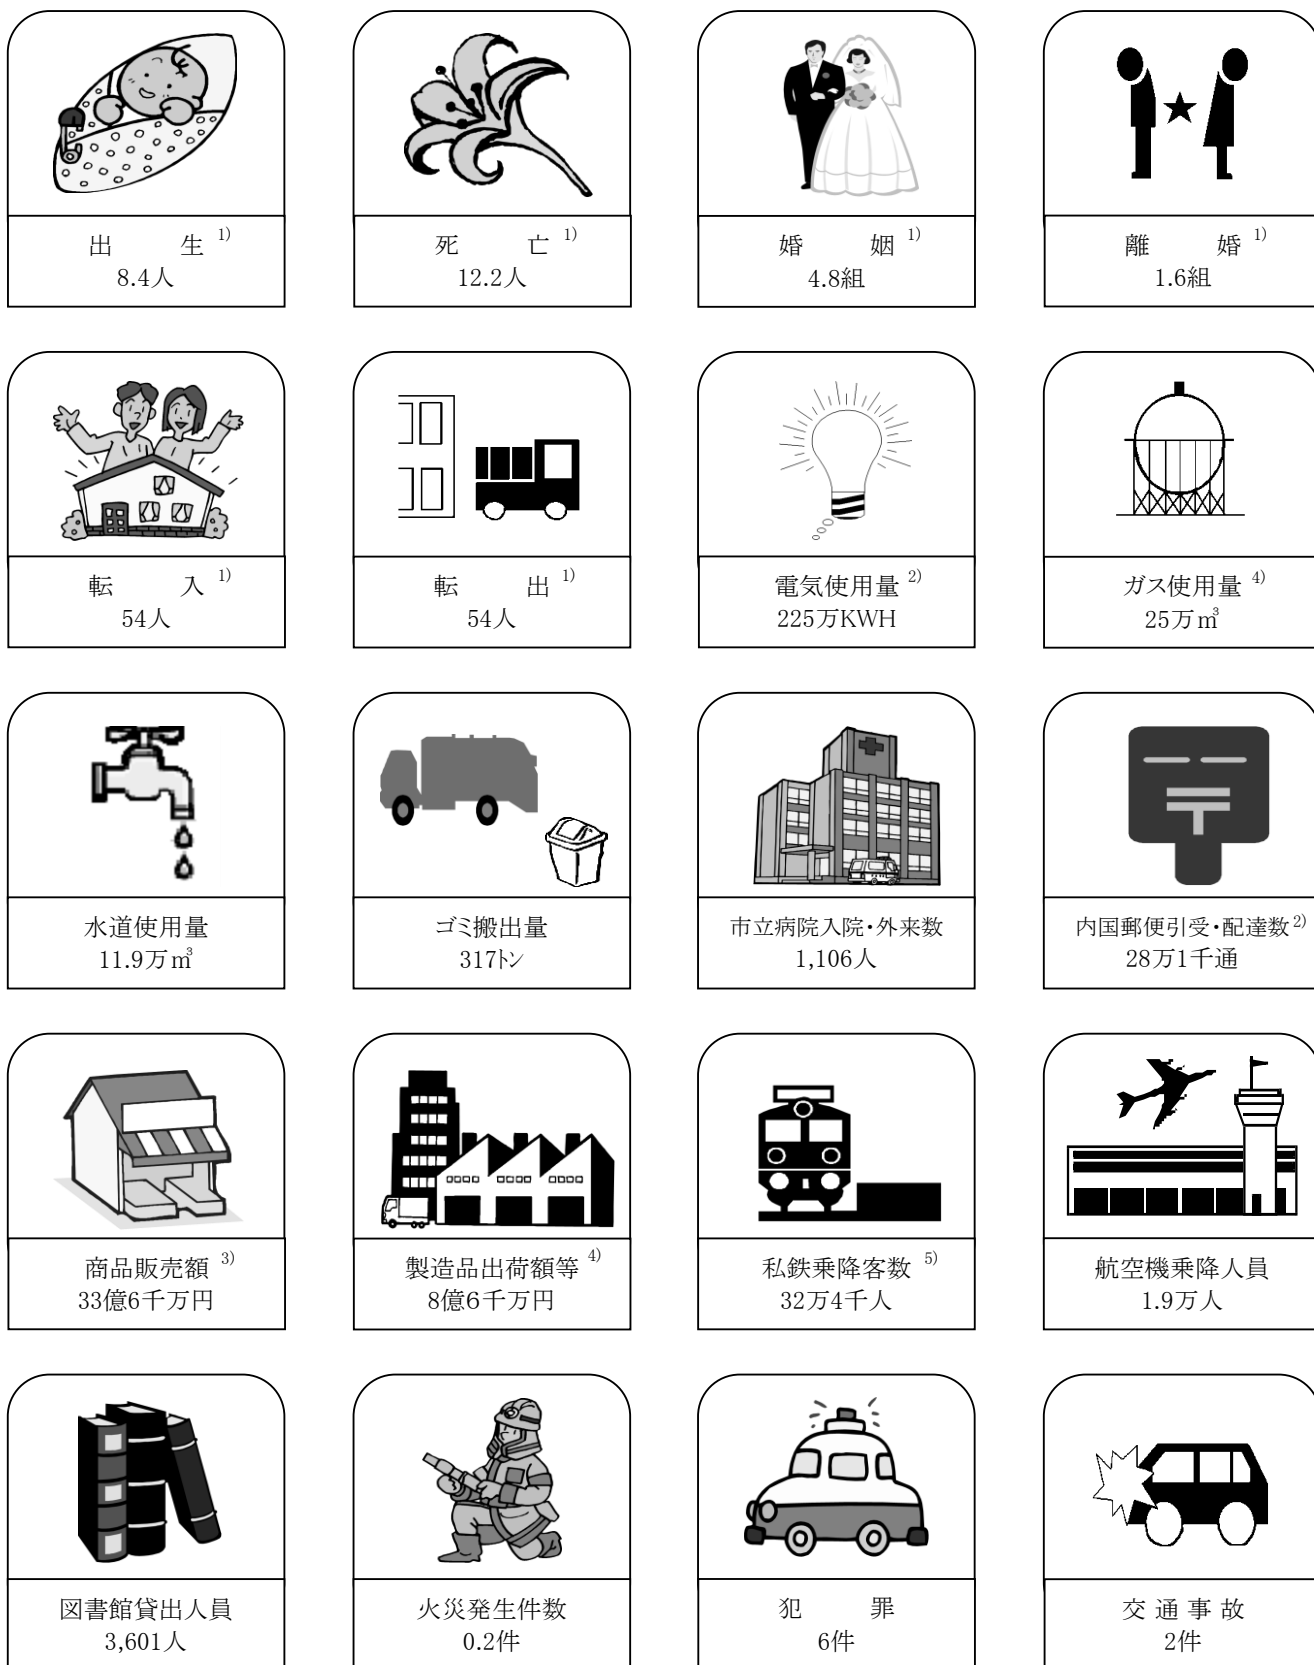 出 生 1)
8.4人
死 亡 1)
12.2人
婚 姻 1)
4.8組
離 婚 1)
1.6組
転 入 1)
54人
転 出 1)
54人
電気使用量 2)
225万KWH
ガス使用量 4)
25万㎥
水道使用量
11.9万㎥
ゴミ搬出量
317トン
市立病院入院・外来数
1,106人
内国郵便引受・配達数 2)
28万1千通
商品販売額 3)
33億6千万円
製造品出荷額等 4)
8億6千万円
私鉄乗降客数 5)
32万4千人
航空機乗降人員
1.9万人
図書館貸出人員
3,601人
火災発生件数
0.2件
犯 罪
6件
交 通 事 故
2件